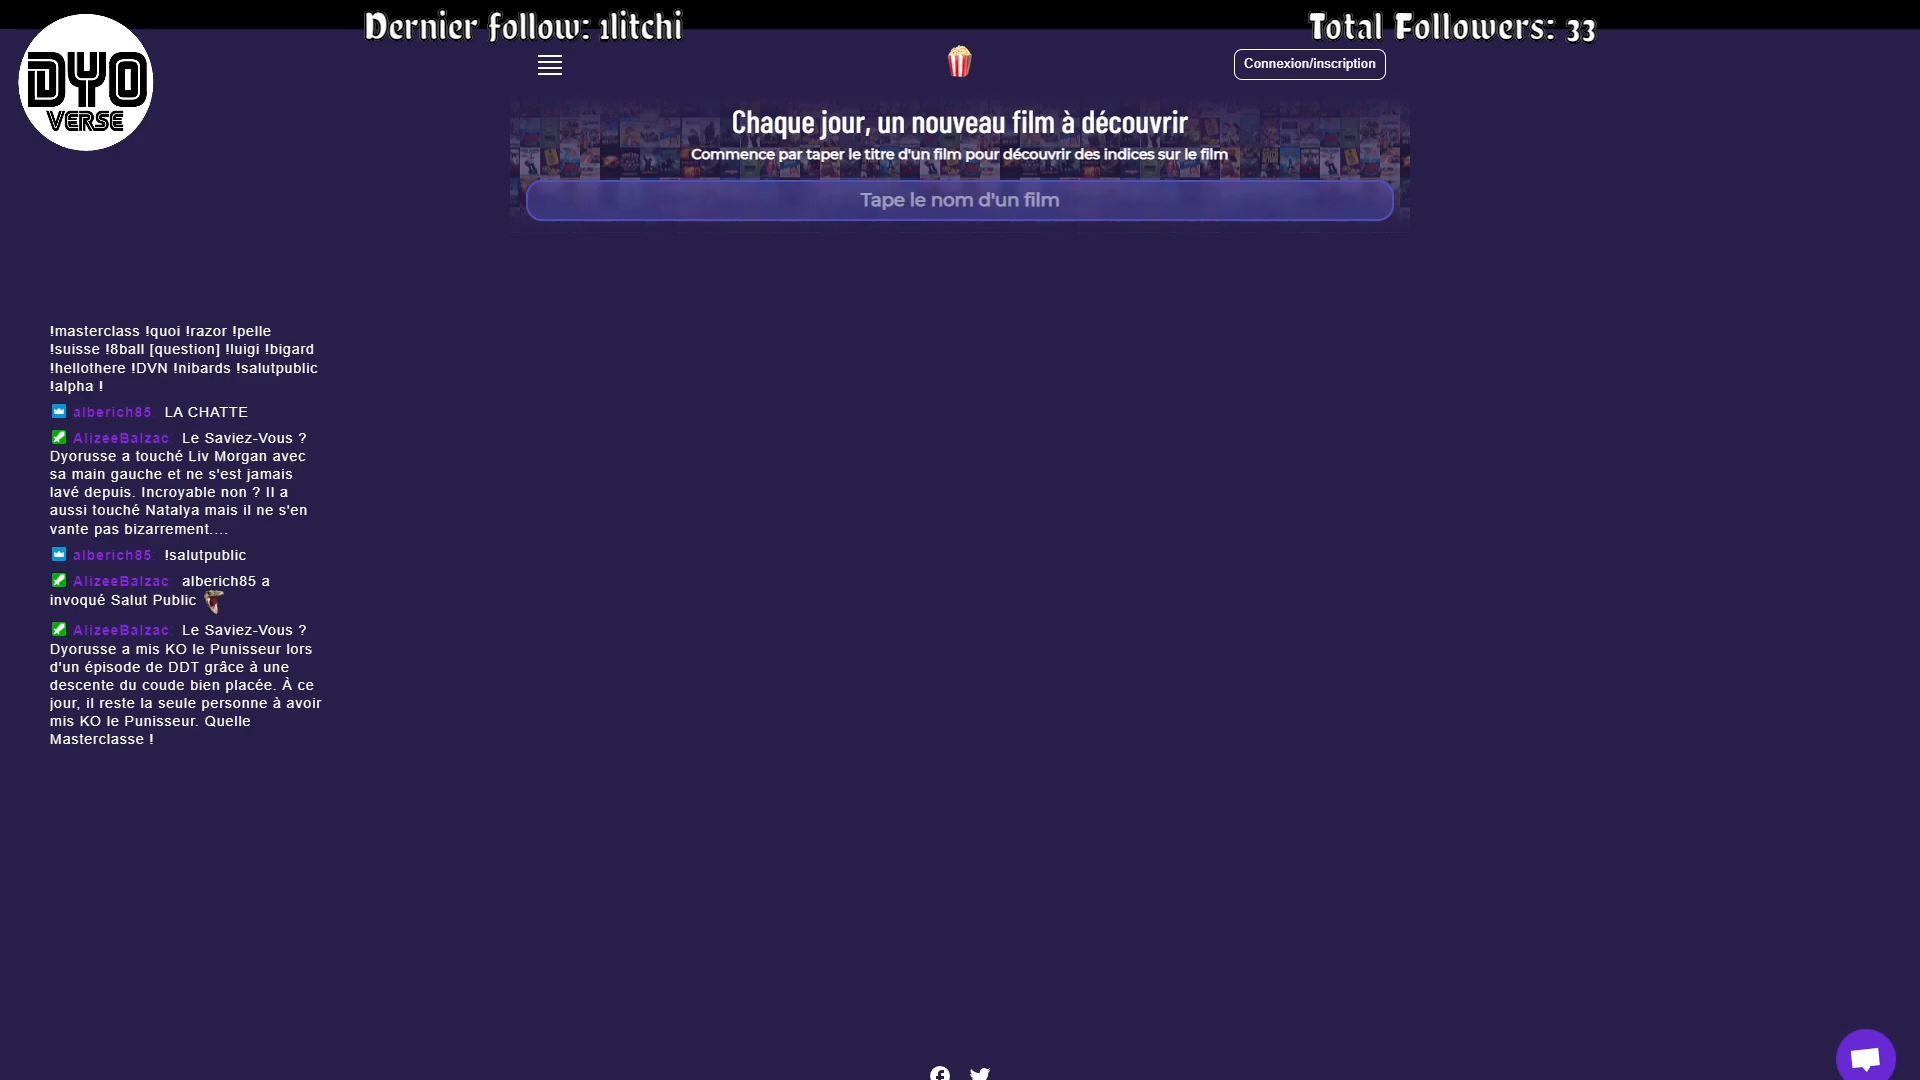 Dernier follow: 1litchi
Total Followers: 33
DYO
VERSE
Connexion/inscription
Chaque jour, un nouveau film à découvrir
Commence par taper le titre d'un film pour découvrir des indices sur le film
Tape le nom d'un film
!masterclass !quoi !razor !pelle
!suisse !8ball [question] !luigi !bigard
!hellothere !DVN !nibards !salutpublic
!alpha !
alberich85 LA CHATTE
AlizeeBalzac Le Saviez-Vous ?
Dyorusse a touché Liv Morgan avec
sa main gauche et ne s'est jamais
lavé depuis. Incroyable non ? Il a
aussi touché Natalya mais il ne s'en
vante pas bizarrement....
alberich85 !salutpublic
AlizeeBalzac alberich85 a
invoqué Salut Public
AlizeeBalzac Le Saviez-Vous ?
Dyorusse a mis KO le Punisseur lors
d'un épisode de DDT grâce à une
descente du coude bien placée. À ce
jour, il reste la seule personne à avoir
mis KO le Punisseur. Quelle
Masterclasse !